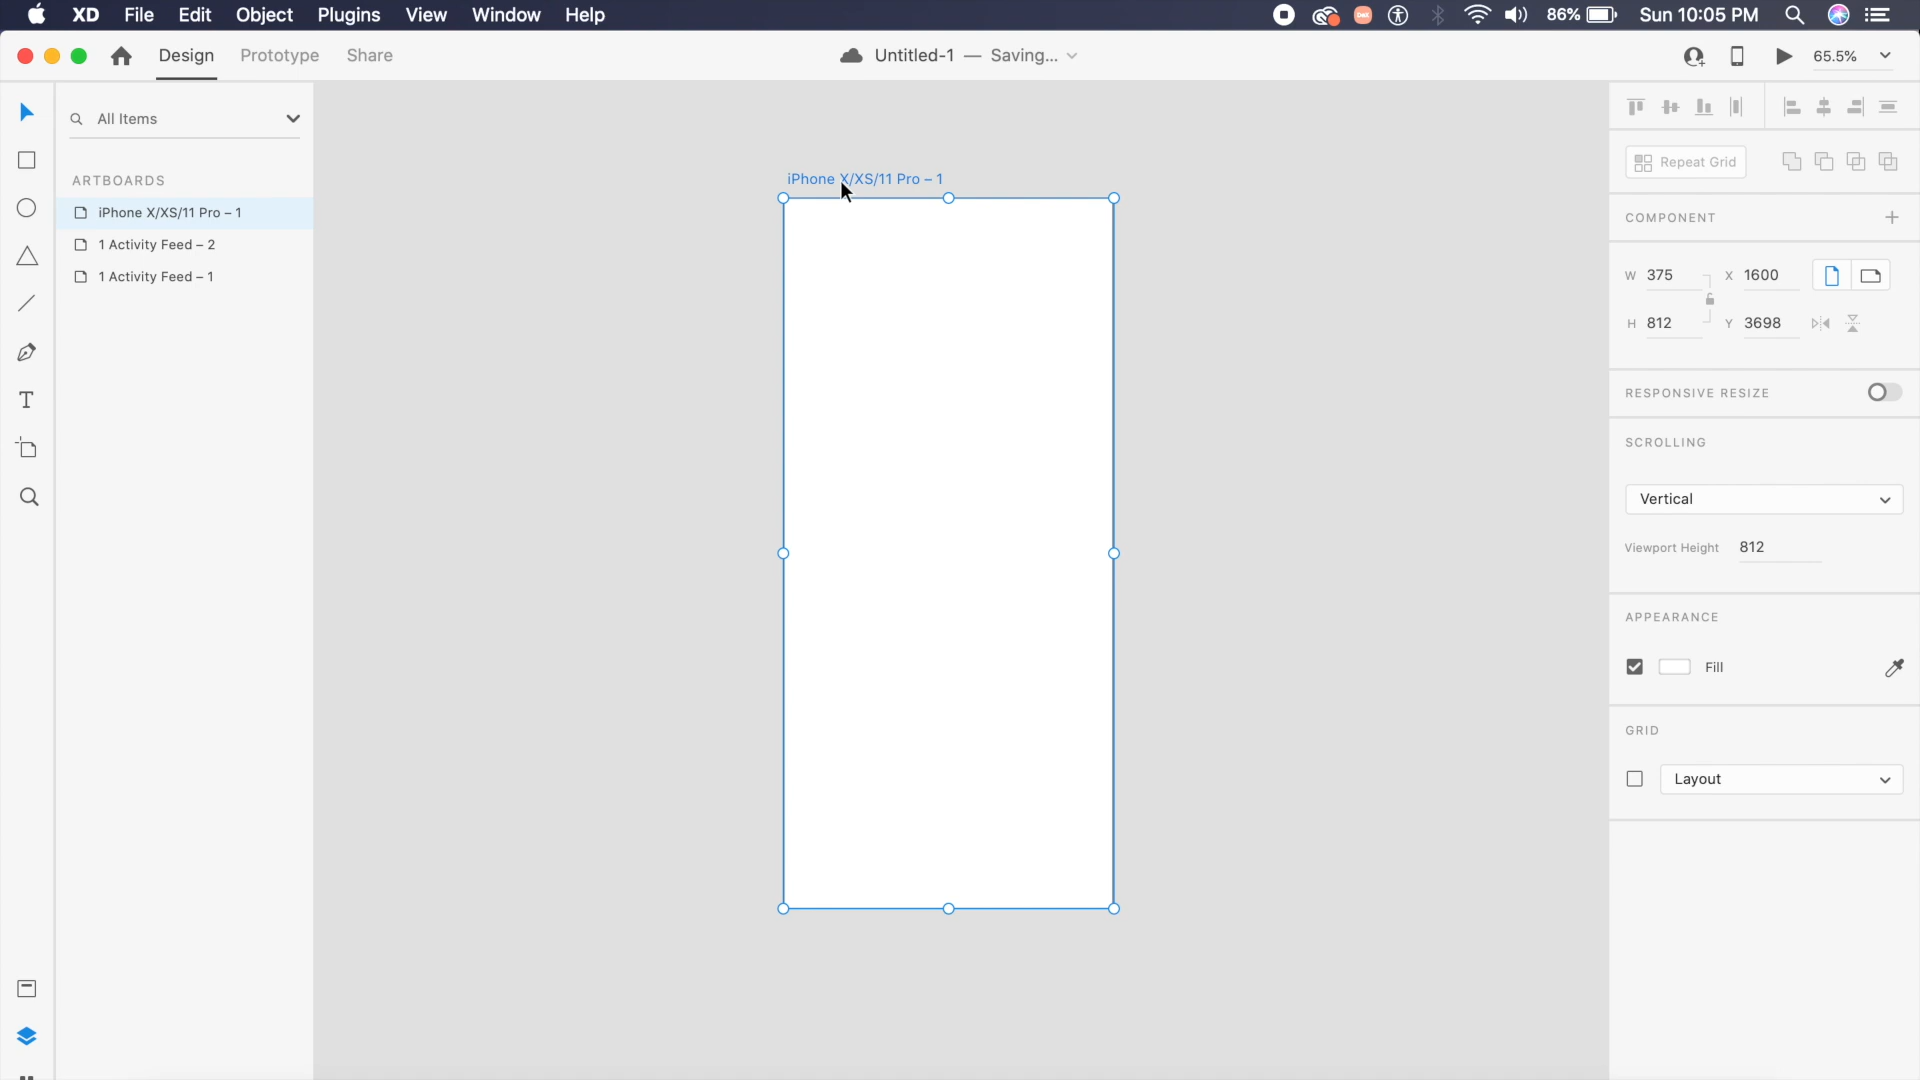 XD File Edit Object Plugins View Window Help 86% Sun 10:05 PM
Design Prototype Share Untitled-1 — Saving... 65.5%
All Items
ARTBOARDS
iPhone X/XS/11 Pro – 1
1 Activity Feed – 2
1 Activity Feed – 1
iPhone X/XS/11 Pro – 1
Repeat Grid
COMPONENT
W 375 X 1600
H 812 Y 3698
RESPONSIVE RESIZE
SCROLLING
Vertical
Viewport Height 812
APPEARANCE
Fill
GRID
Layout